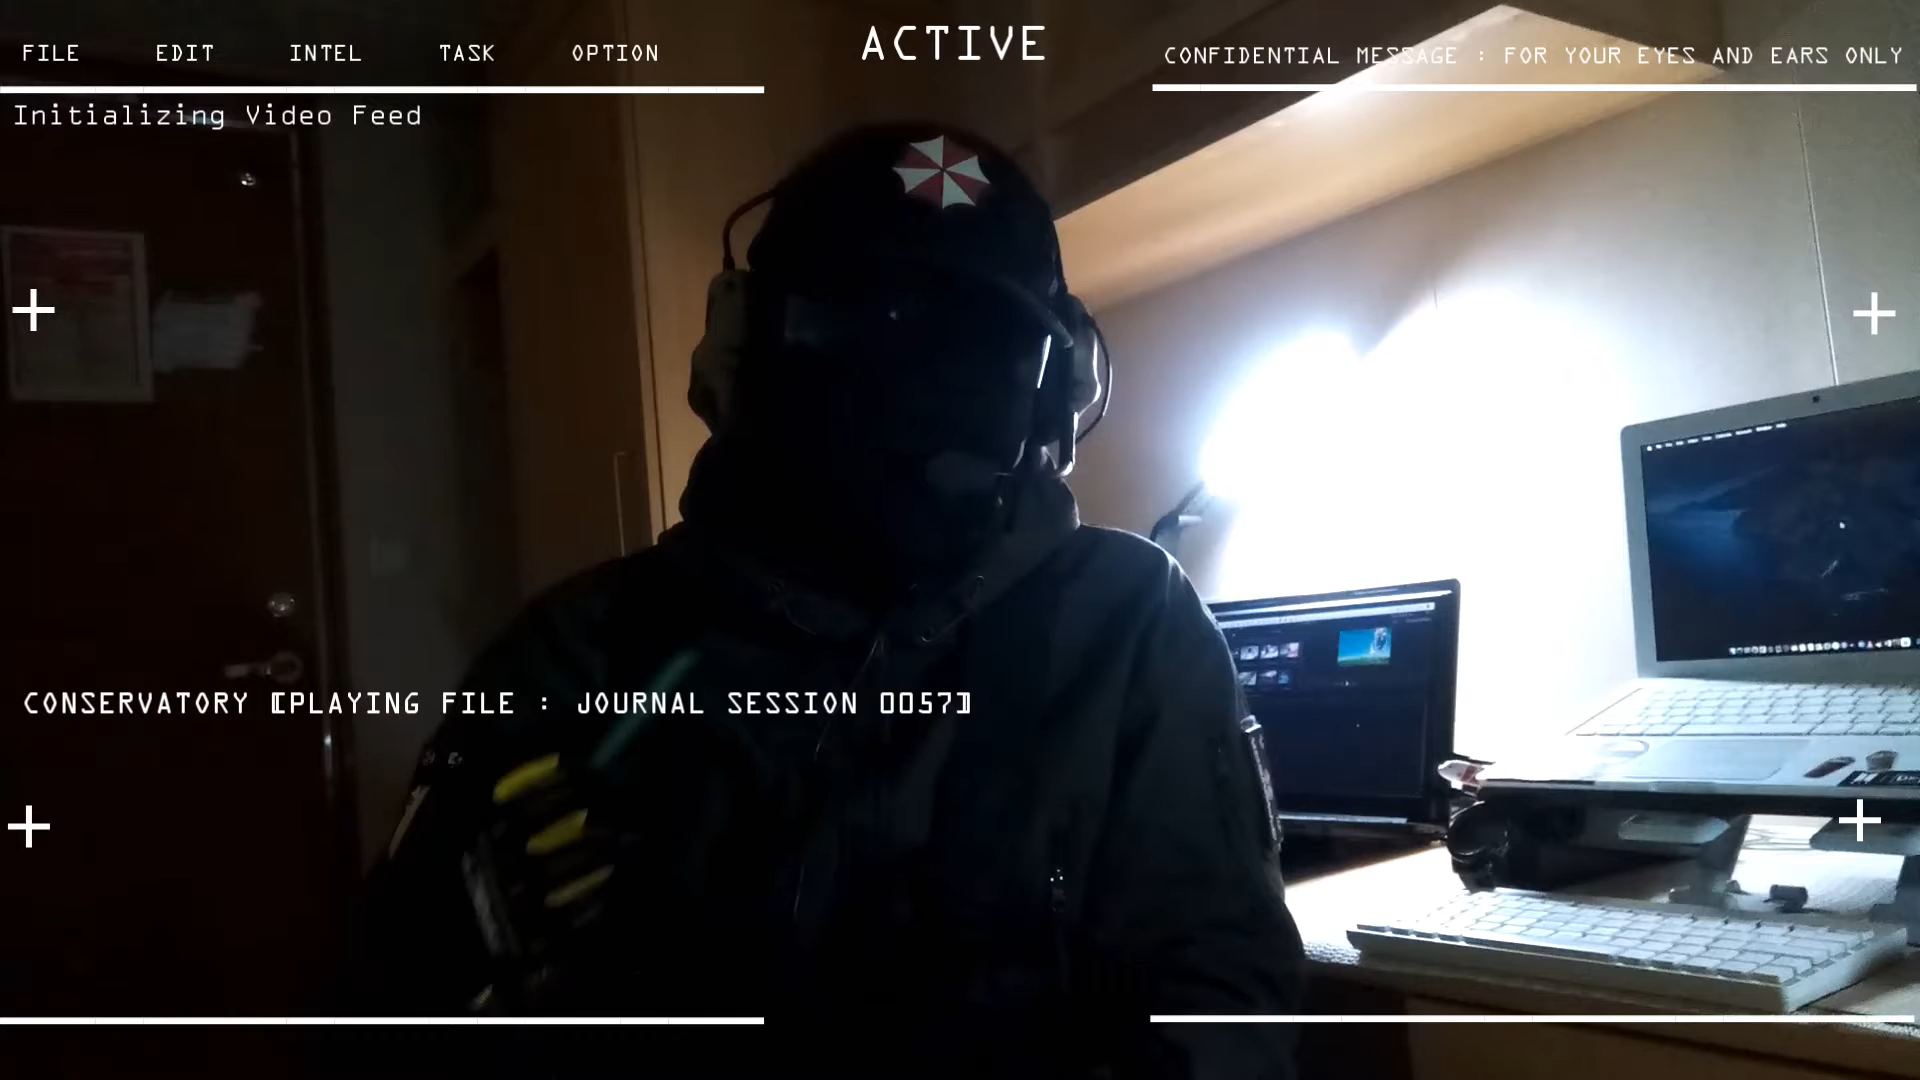 FILE EDIT INTEL TASK OPTION
ACTIVE
CONFIDENTIAL MESSAGE : FOR YOUR EYES AND EARS ONLY
Initializing Video Feed
CONSERVATORY [PLAYING FILE : JOURNAL SESSION 0057]